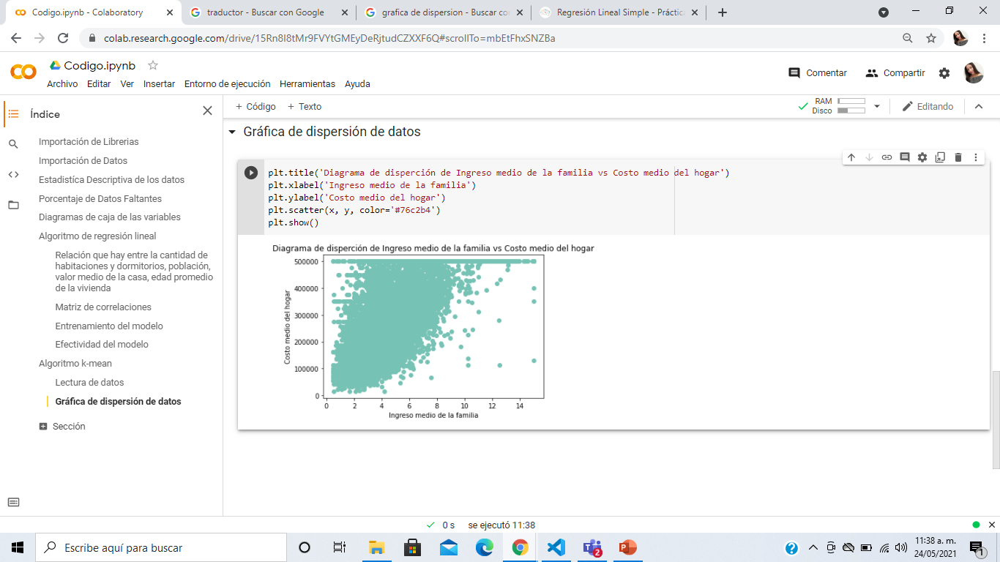 Codigo.ipynb - Colaboratory
traductor - Buscar con Google
grafica de dispersion - Buscar co
Regresión Lineal Simple - Práctic
colab.research.google.com/drive/15Rn8I8tMr9FVYtGMEyDeRjtudCZXXF6Q#scrollTo=mbEtFhxSNZBa
Codigo.ipynb
Archivo Editar Ver Insertar Entorno de ejecución Herramientas Ayuda
Comentar
Compartir
Índice
Importación de Librerias
Importación de Datos
Estadistíca Descriptiva de los datos
Porcentaje de Datos Faltantes
Diagramas de caja de las variables
Algoritmo de regresión lineal
Relación que hay entre la cantidad de
habitaciones y dormitorios, población,
valor medio de la casa, edad promedio
de la vivienda
Matriz de correlaciones
Entrenamiento del modelo
Efectividad del modelo
Algoritmo k-mean
Lectura de datos
Gráfica de dispersión de datos
Sección
+ Código + Texto
RAM
Disco
Editando
Gráfica de dispersión de datos
plt.title('Diagrama de disperción de Ingreso medio de la familia vs Costo medio del hogar')
plt.xlabel('Ingreso medio de la familia')
plt.ylabel('Costo medio del hogar')
plt.scatter(x, y, color='#76c2b4')
plt.show()
Diagrama de disperción de Ingreso medio de la familia vs Costo medio del hogar
Costo medio del hogar
500000
400000
300000
200000
100000
0
0 2 4 6 8 10 12 14
Ingreso medio de la familia
0 s se ejecutó 11:38
Escribe aquí para buscar
2
11:38 a. m.
24/05/2021
1